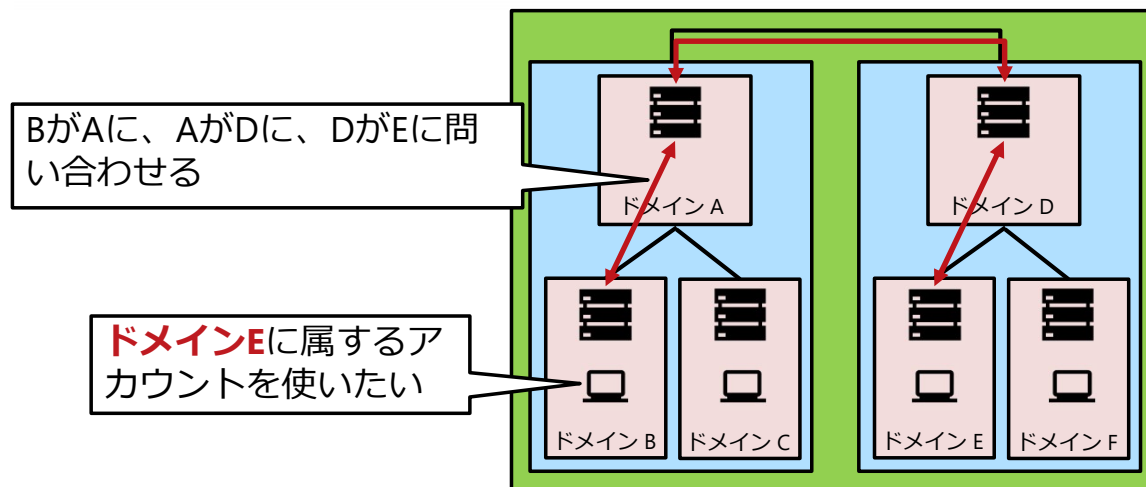 BがAに、AがDに、DがEに問
い合わせる
ドメイン A
ドメイン D
ドメインEに属するア
カウントを使いたい
ドメイン B
ドメイン C
ドメイン E
ドメイン F